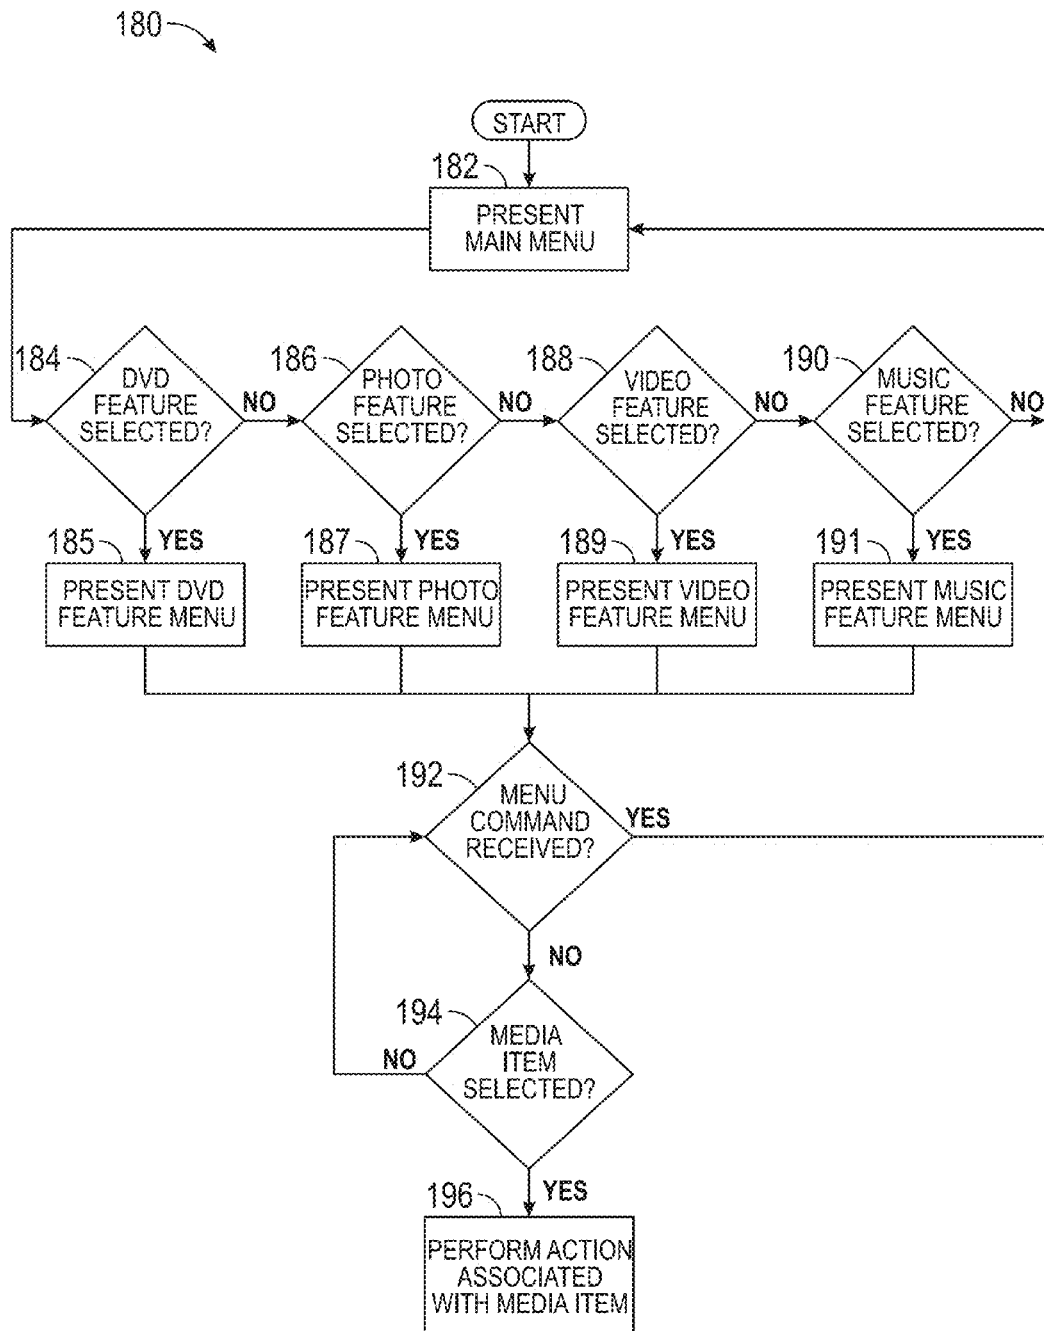 180
START
182
PRESENT
MAIN MENU
184
DVD
FEATURE
SELECTED?
NO
186
PHOTO
FEATURE
SELECTED?
NO
188
VIDEO
FEATURE
SELECTED?
NO
190
MUSIC
FEATURE
SELECTED?
NO
YES
YES
YES
YES
185
PRESENT DVD
FEATURE MENU
187
PRESENT PHOTO
FEATURE MENU
189
PRESENT VIDEO
FEATURE MENU
191
PRESENT MUSIC
FEATURE MENU
192
MENU
COMMAND
RECEIVED?
YES
NO
194
MEDIA
ITEM
SELECTED?
NO
YES
196
PERFORM ACTION
ASSOCIATED
WITH MEDIA ITEM